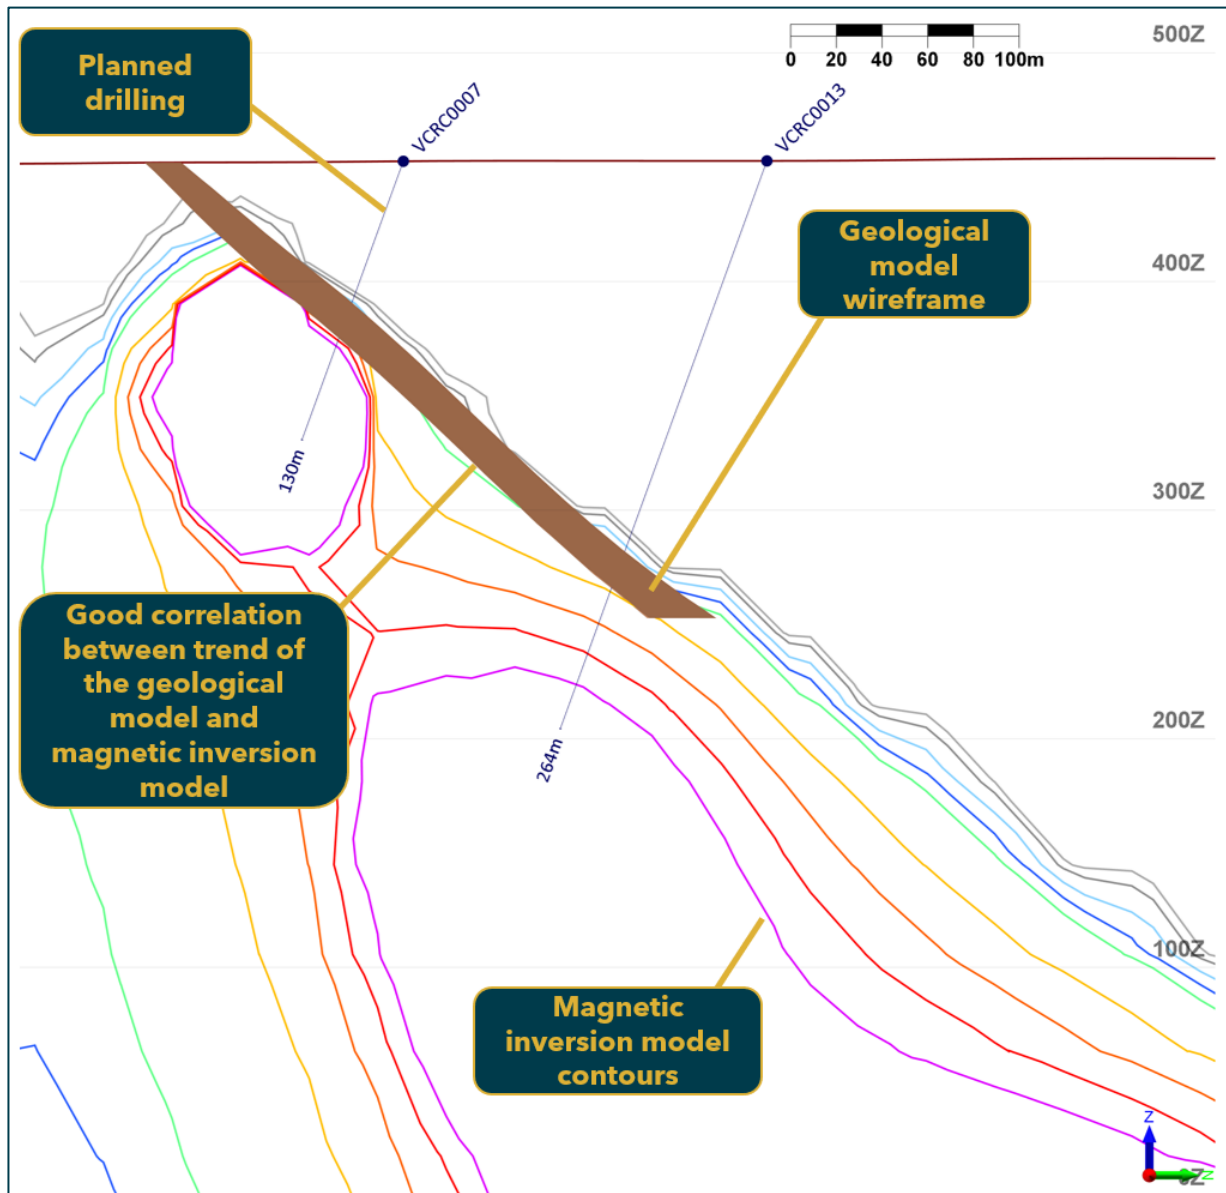 500Z
0 20 40 60 80 100m
Planned
drilling
VCRC0007
VCRC0013
Geological
model
wireframe
400Z
130m
300Z
Good correlation
between trend of
the geological
model and
magnetic inversion
model
264m
200Z
100Z
Magnetic
inversion model
contours
Z
N
0Z